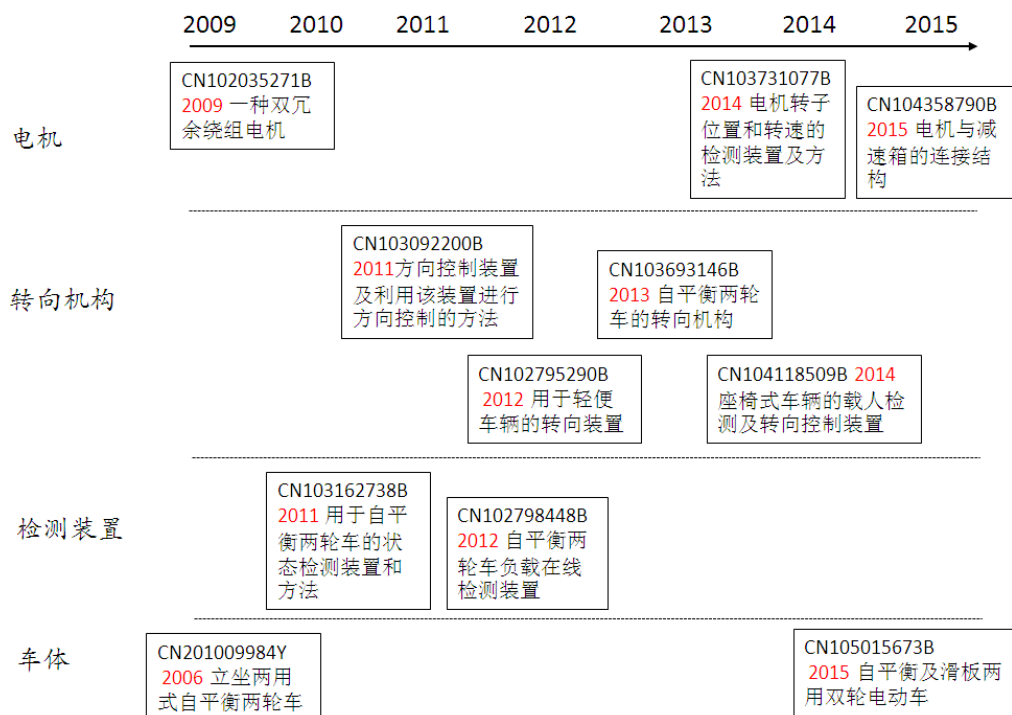 2009 2010 2011 2012 2013 2014 2015
电机
CN102035271B
2009 一种双冗
余绕组电机
CN103731077B
2014 电机转子
位置和转速的
检测装置及方
法
CN104358790B
2015 电机与减
速箱的连接结
构
转向机构
CN103092200B
2011方向控制装置
及利用该装置进行
方向控制的方法
CN103693146B
2013 自平衡两轮
车的转向机构
CN102795290B
2012 用于轻便
车辆的转向装置
CN104118509B 2014
座椅式车辆的载人检
测及转向控制装置
检测装置
CN103162738B
2011 用于自平
衡两轮车的状
态检测装置和
方法
CN102798448B
2012 自平衡两
轮车负载在线
检测装置
车体
CN201009984Y
2006 立坐两用
式自平衡两轮车
CN105015673B
2015 自平衡及滑板两
用双轮电动车